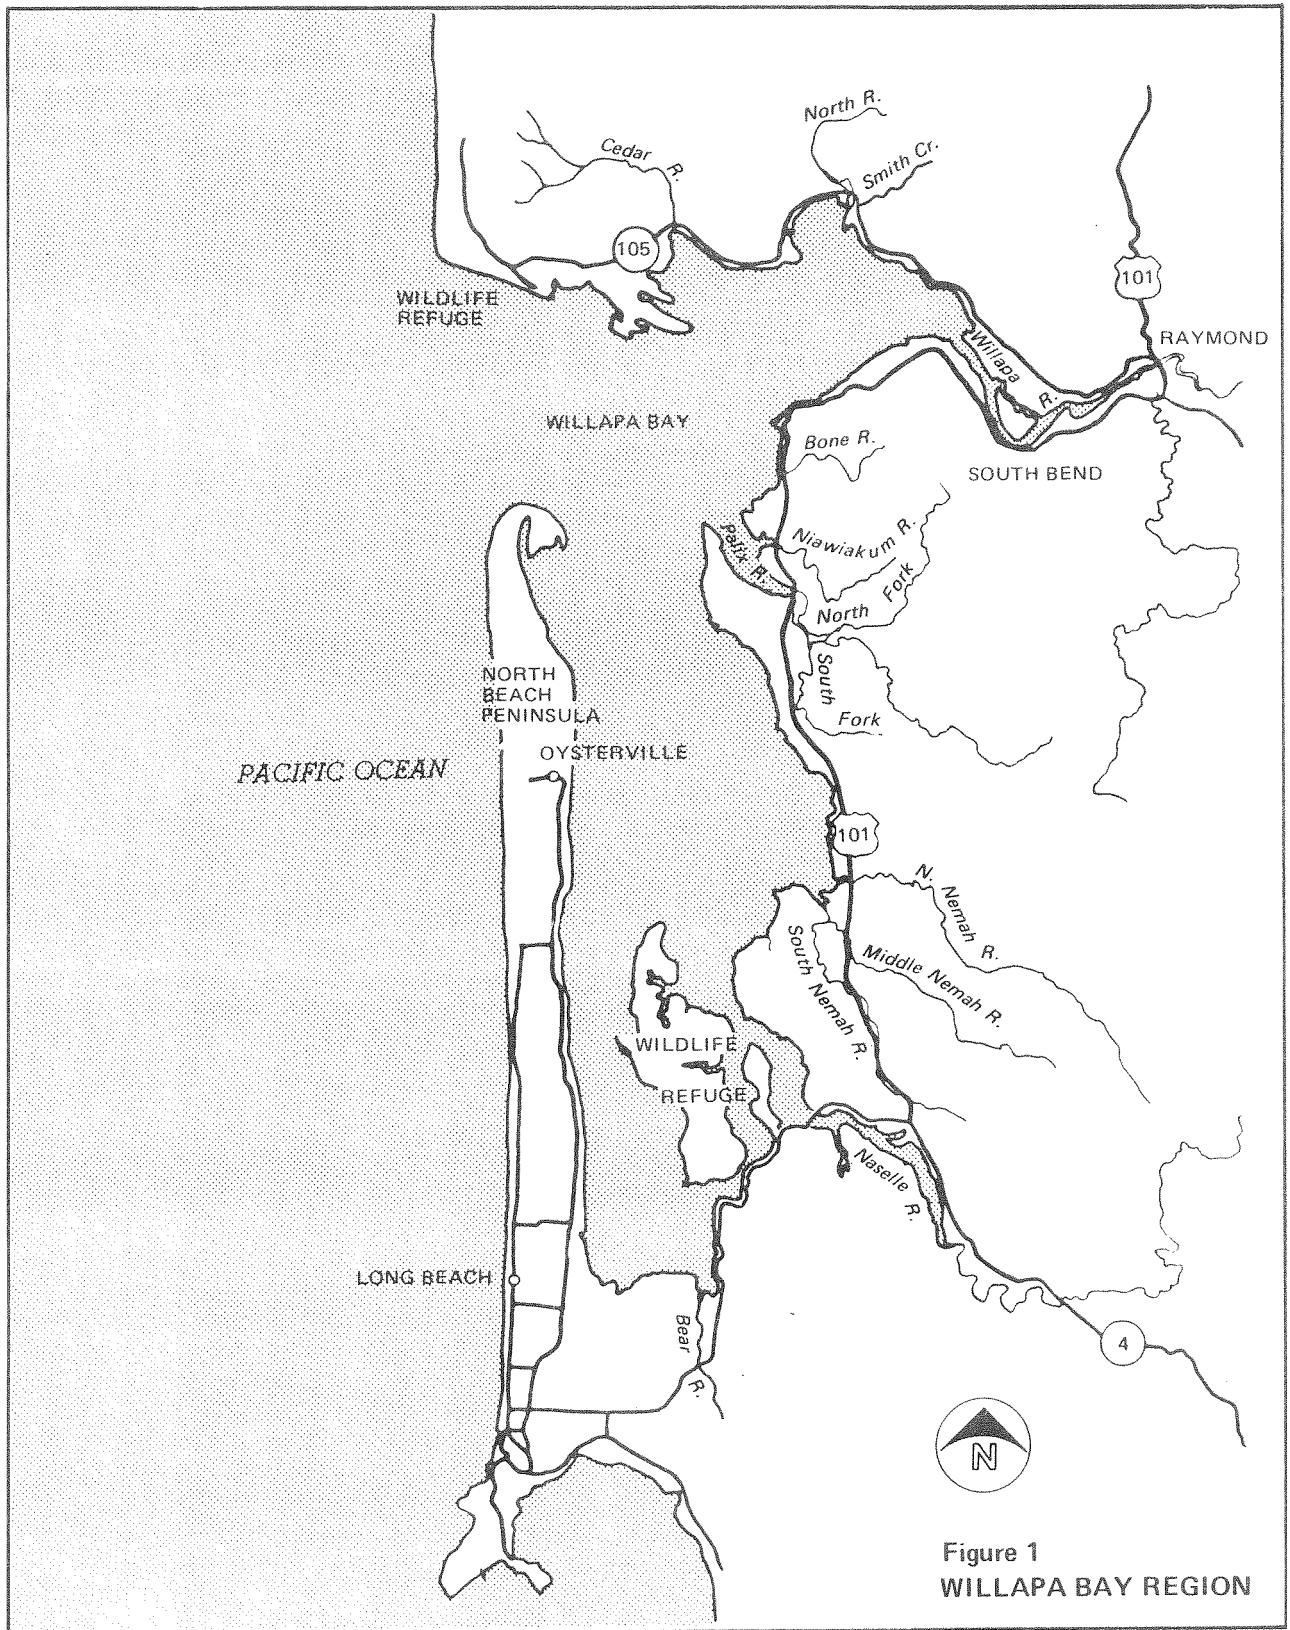 North R.
Cedar R.
Smith Cr.
105
101
WILDLIFE
REFUGE
RAYMOND
Willapa R.
WILLAPA BAY
Bone R.
SOUTH BEND
Palix R.
Niawiakum R.
North Fork
South
Fork
NORTH
BEACH
PENINSULA
OYSTERVILLE
PACIFIC OCEAN
101
N. Nemah R.
South Nemah R.
Middle Nemah R.
WILDLIFE
REFUGE
Naselle R.
LONG BEACH
Bear R.
4
N
Figure 1
WILLAPA BAY REGION